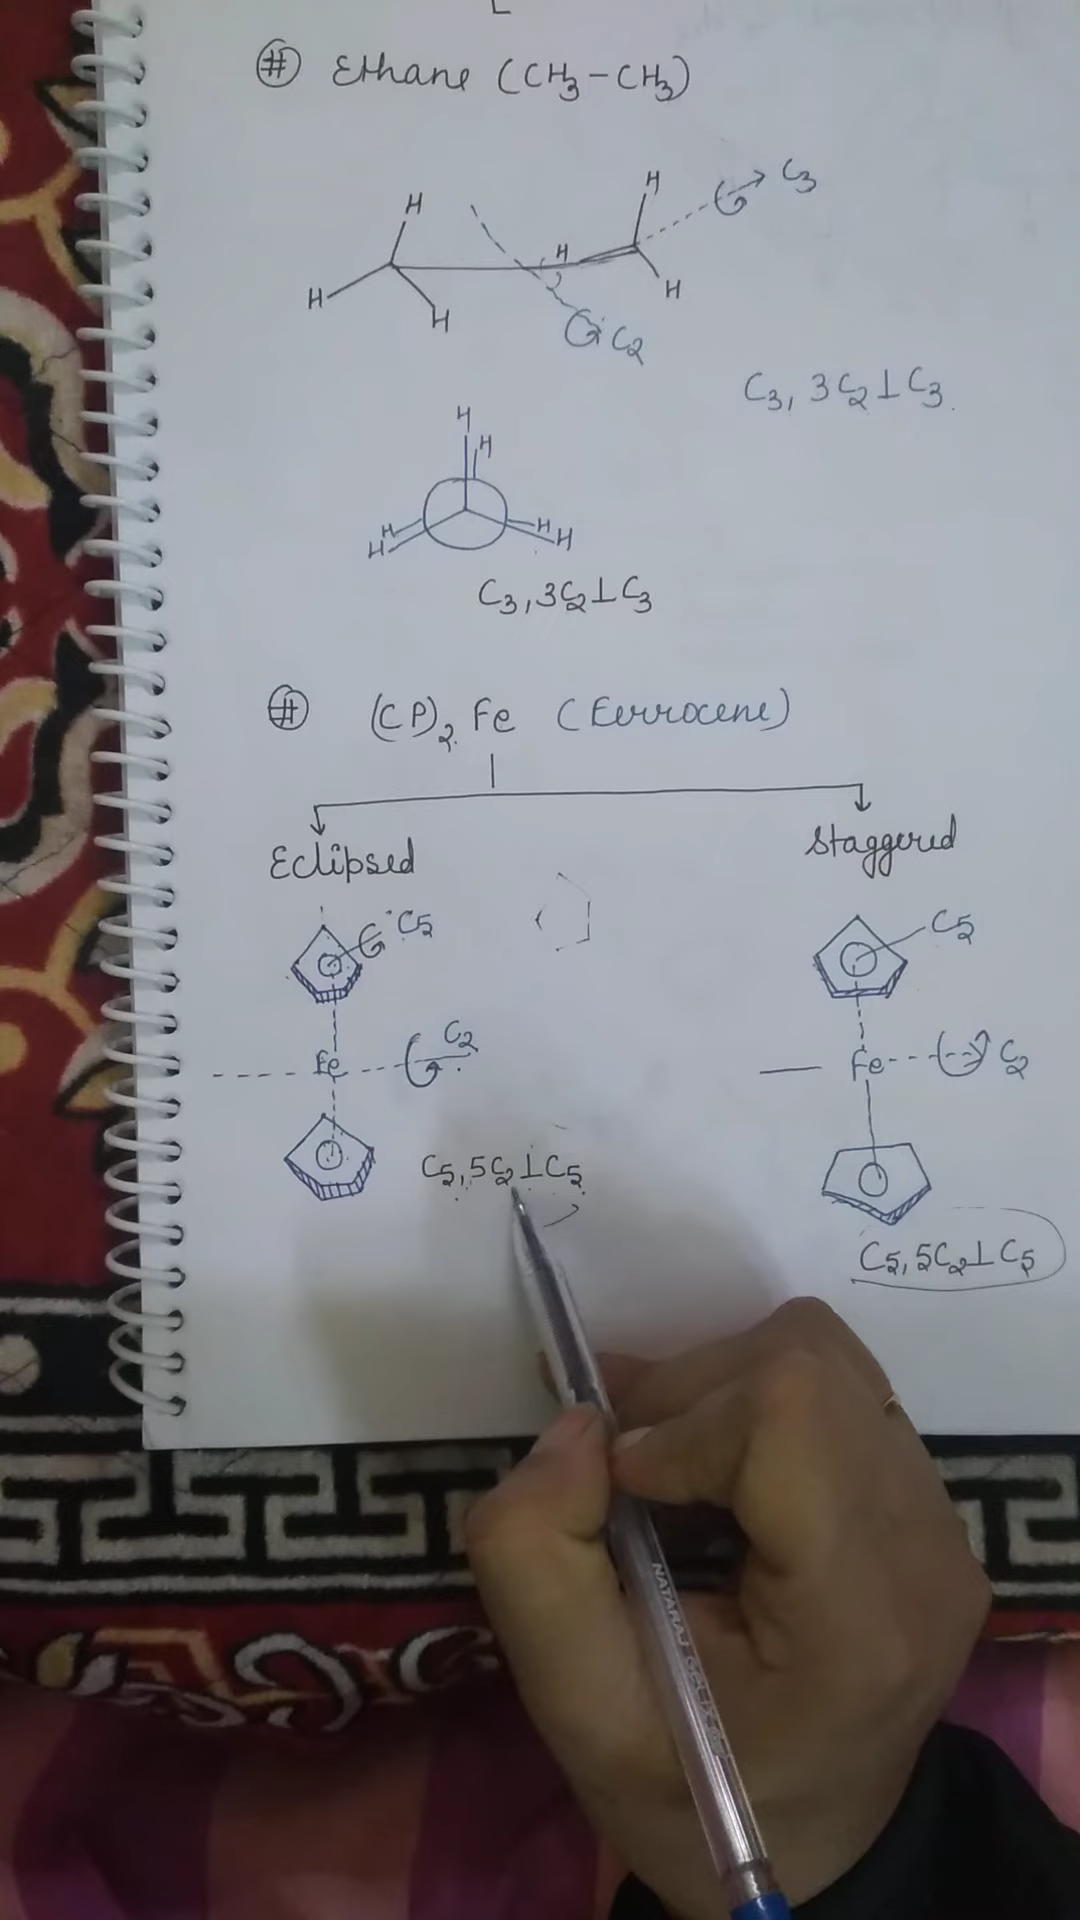 # Ethane (CH3-CH3)
H
H
C3
H
H
H
H
C2
C3, 3C2⊥C3.
H
H
H
H
H
H
C3, 3C2⊥C3
# (CP)2 Fe (Ferrocene)
Eclipsed
Staggered
C5
C5
Fe
C2
Fe
C2
C5, 5C2⊥C5
C5, 5C2⊥C5
NATARAJ